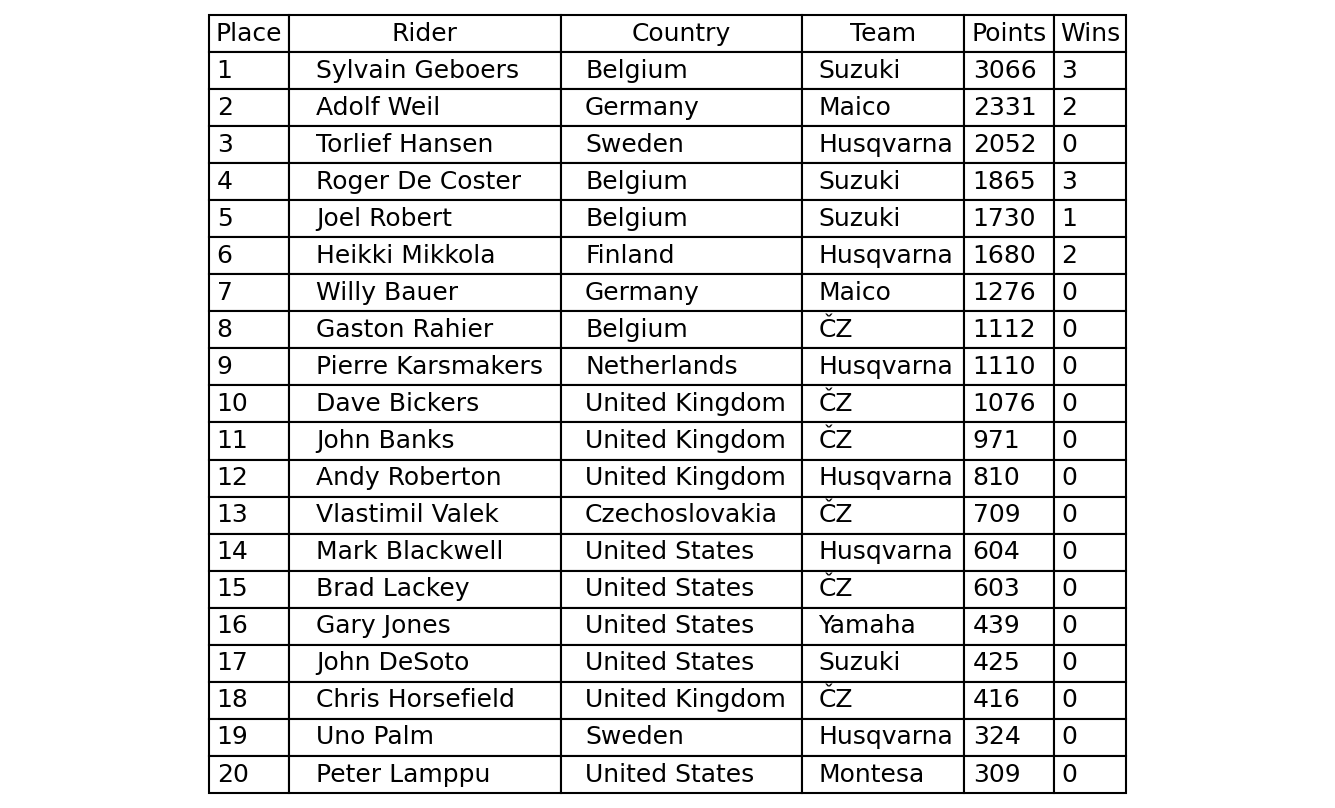 Place Rider Country Team Points Wins
1 Sylvain Geboers Belgium Suzuki 3066 3
2 Adolf Weil Germany Maico 2331 2
3 Torlief Hansen Sweden Husqvarna 2052 0
4 Roger De Coster Belgium Suzuki 1865 3
5 Joel Robert Belgium Suzuki 1730 1
6 Heikki Mikkola Finland Husqvarna 1680 2
7 Willy Bauer Germany Maico 1276 0
8 Gaston Rahier Belgium ČZ 1112 0
9 Pierre Karsmakers Netherlands Husqvarna 1110 0
10 Dave Bickers United Kingdom ČZ 1076 0
11 John Banks United Kingdom ČZ 971 0
12 Andy Roberton United Kingdom Husqvarna 810 0
13 Vlastimil Valek Czechoslovakia ČZ 709 0
14 Mark Blackwell United States Husqvarna 604 0
15 Brad Lackey United States ČZ 603 0
16 Gary Jones United States Yamaha 439 0
17 John DeSoto United States Suzuki 425 0
18 Chris Horsefield United Kingdom ČZ 416 0
19 Uno Palm Sweden Husqvarna 324 0
20 Peter Lamppu United States Montesa 309 0